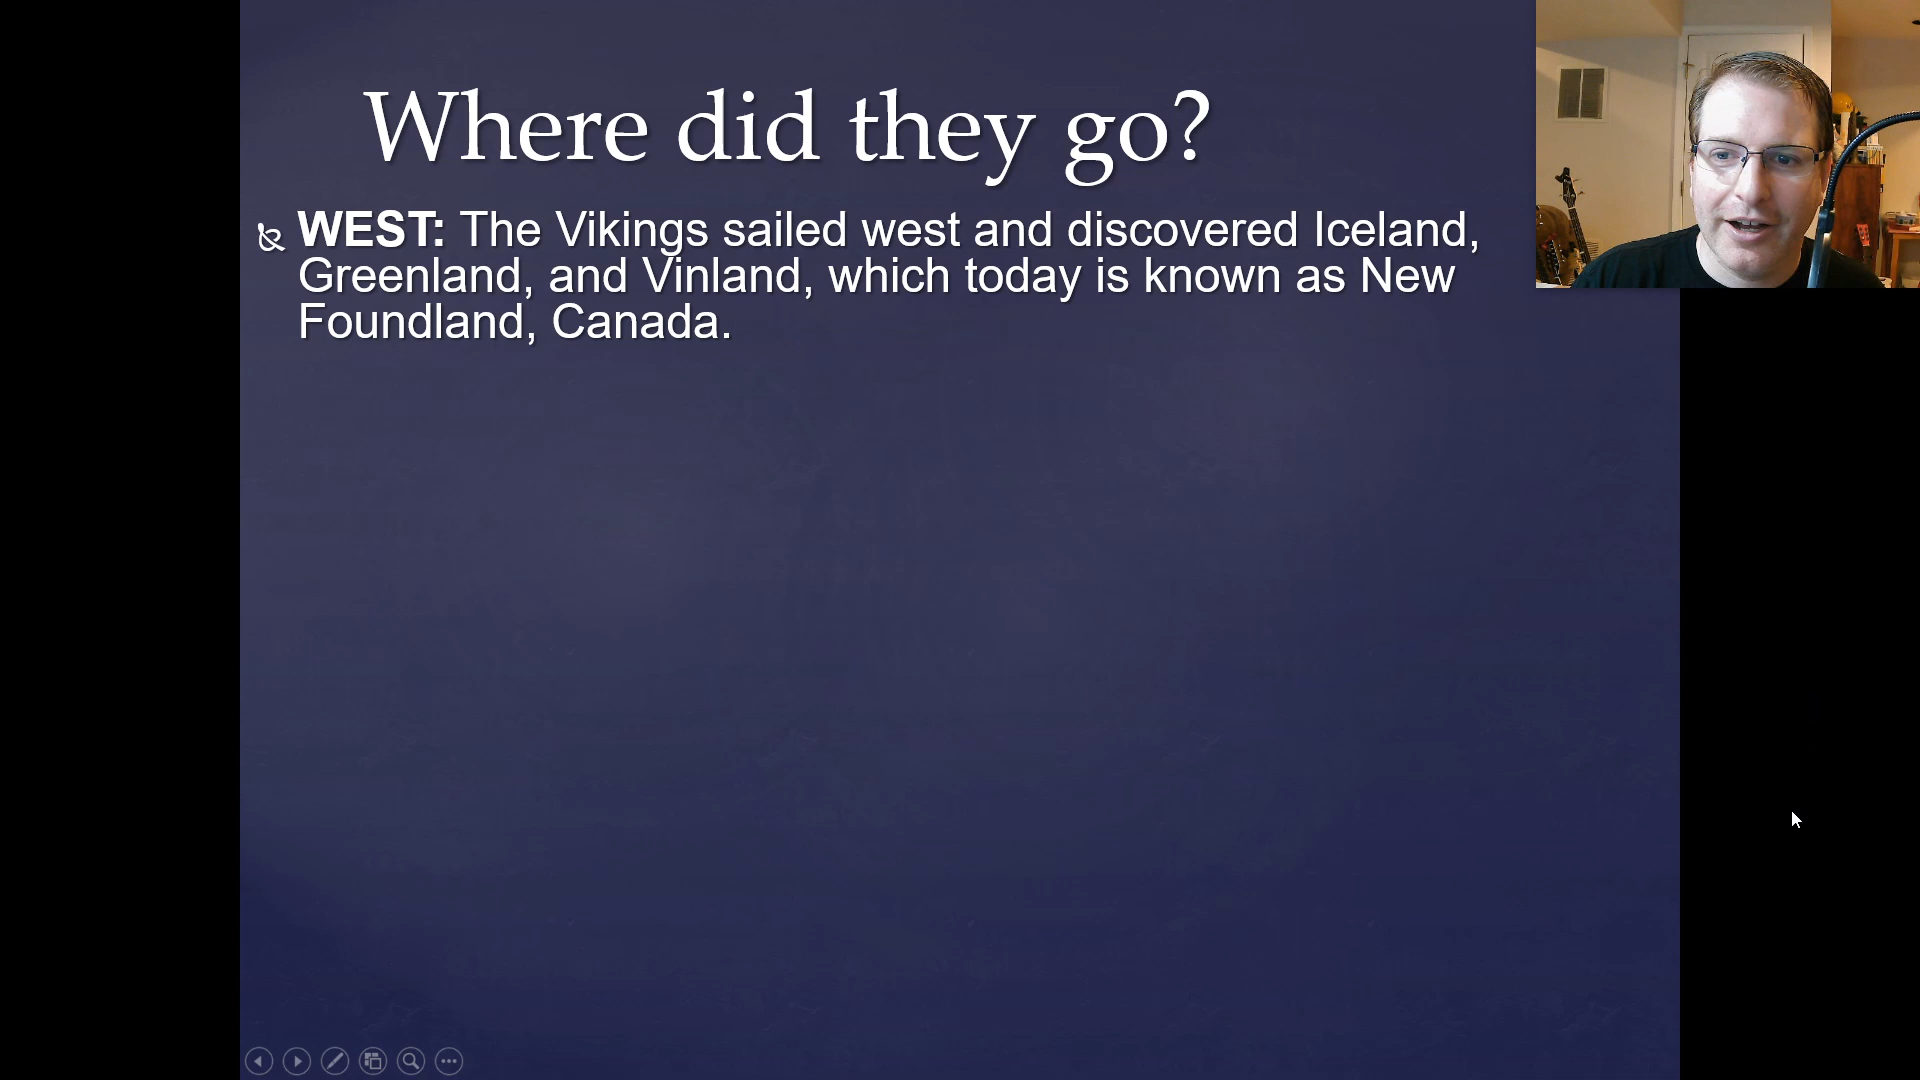 Where did they go?
WEST: The Vikings sailed west and discovered Iceland,
Greenland, and Vinland, which today is known as New
Foundland, Canada.